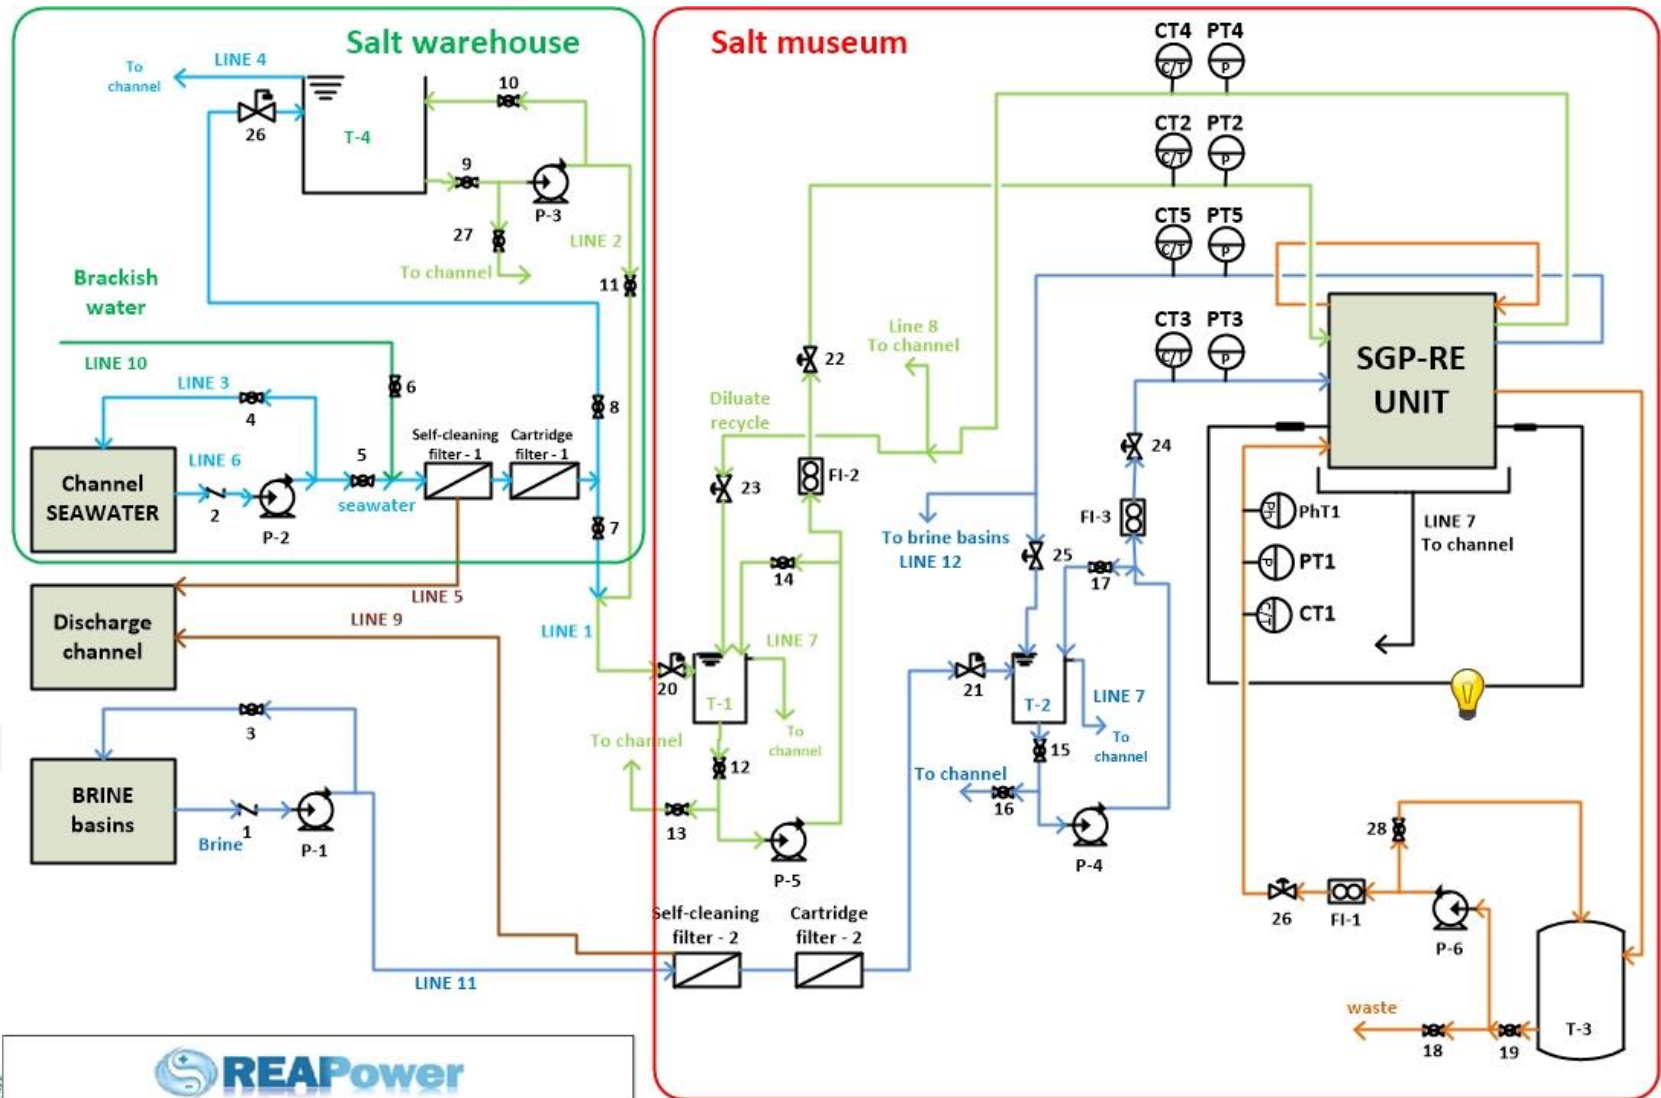 Salt warehouse
Salt museum
CT4 PT4
C/T P
To
channel
LINE 4
26
T-4
10
9
P-3
27
To channel
LINE 2
11
CT2 PT2
C/T P
CT5 PT5
C/T P
CT3 PT3
C/T P
Brackish
water
LINE 10
LINE 3
4
6
8
Line 8
To channel
22
Diluate
recycle
SGP-RE
UNIT
Channel
SEAWATER
LINE 6
2
P-2
5
seawater
Self-cleaning
filter - 1
Cartridge
filter - 1
7
23
FI-2
24
FI-3
To brine basins
LINE 12
25
17
14
Ph PhT1
P PT1
C/T CT1
LINE 7
To channel
Discharge
channel
LINE 5
LINE 9
LINE 1
20
T-1
LINE 7
To
channel
21
T-2
LINE 7
To
channel
3
To channel
12
13
P-5
15
To channel
16
P-4
BRINE
basins
Brine
1
P-1
28
26
FI-1
P-6
Self-cleaning
filter - 2
Cartridge
filter - 2
LINE 11
waste
18
19
T-3
REAPower